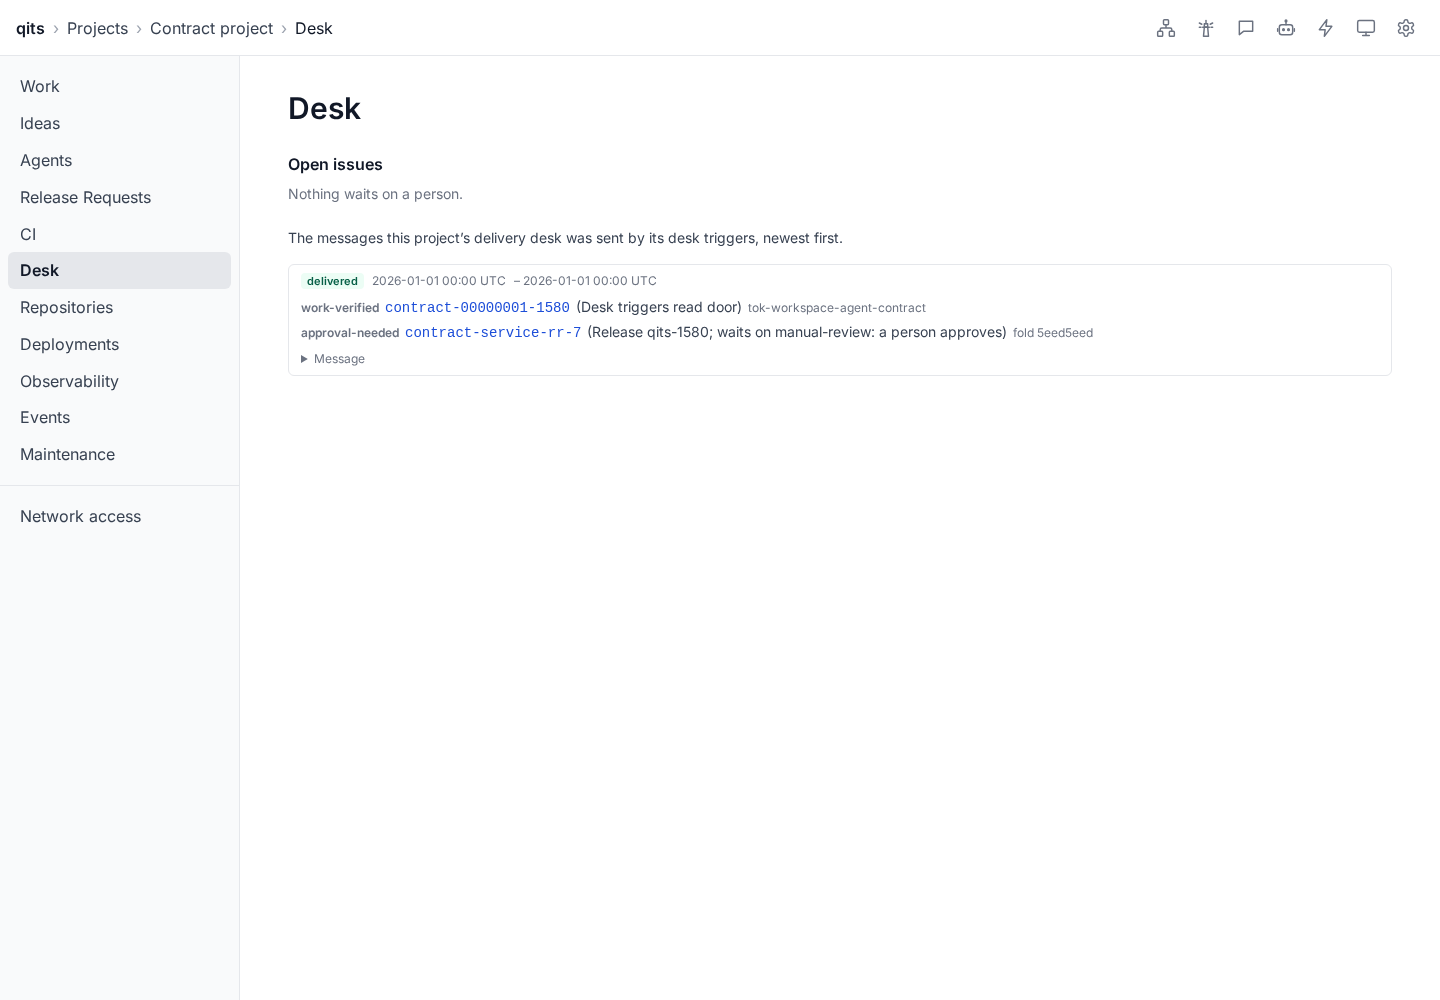 qits › Projects › Contract project › Desk
Work
Ideas
Agents
Release Requests
CI
Desk
Repositories
Deployments
Observability
Events
Maintenance
Network access
Desk
Open issues
Nothing waits on a person.
The messages this project’s delivery desk was sent by its desk triggers, newest first.
delivered 2026-01-01 00:00 UTC – 2026-01-01 00:00 UTC
work-verified contract-00000001-1580 (Desk triggers read door) tok-workspace-agent-contract
approval-needed contract-service-rr-7 (Release qits-1580; waits on manual-review: a person approves) fold 5eed5eed
Message